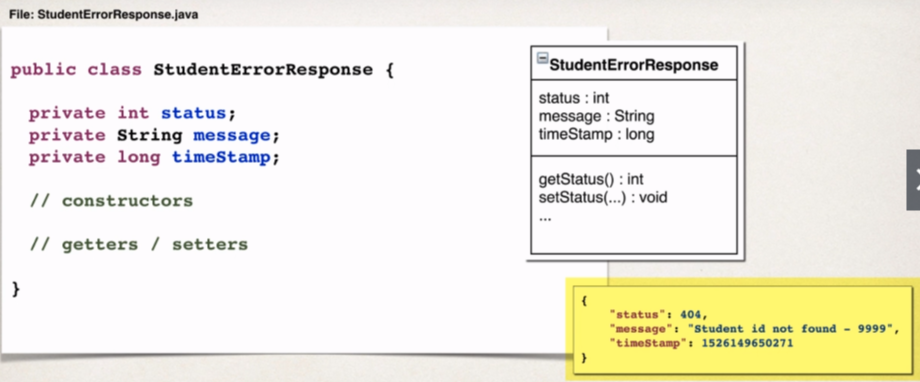 File: StudentErrorResponse.java
public class StudentErrorResponse {
private int status;
private String message;
private long timeStamp;
// constructors
// getters / setters
}
StudentErrorResponse
status : int
message : String
timeStamp : long
getStatus() : int
setStatus(...) : void
...
{
"status": 404,
"message": "Student id not found - 9999",
"timeStamp": 1526149650271
}